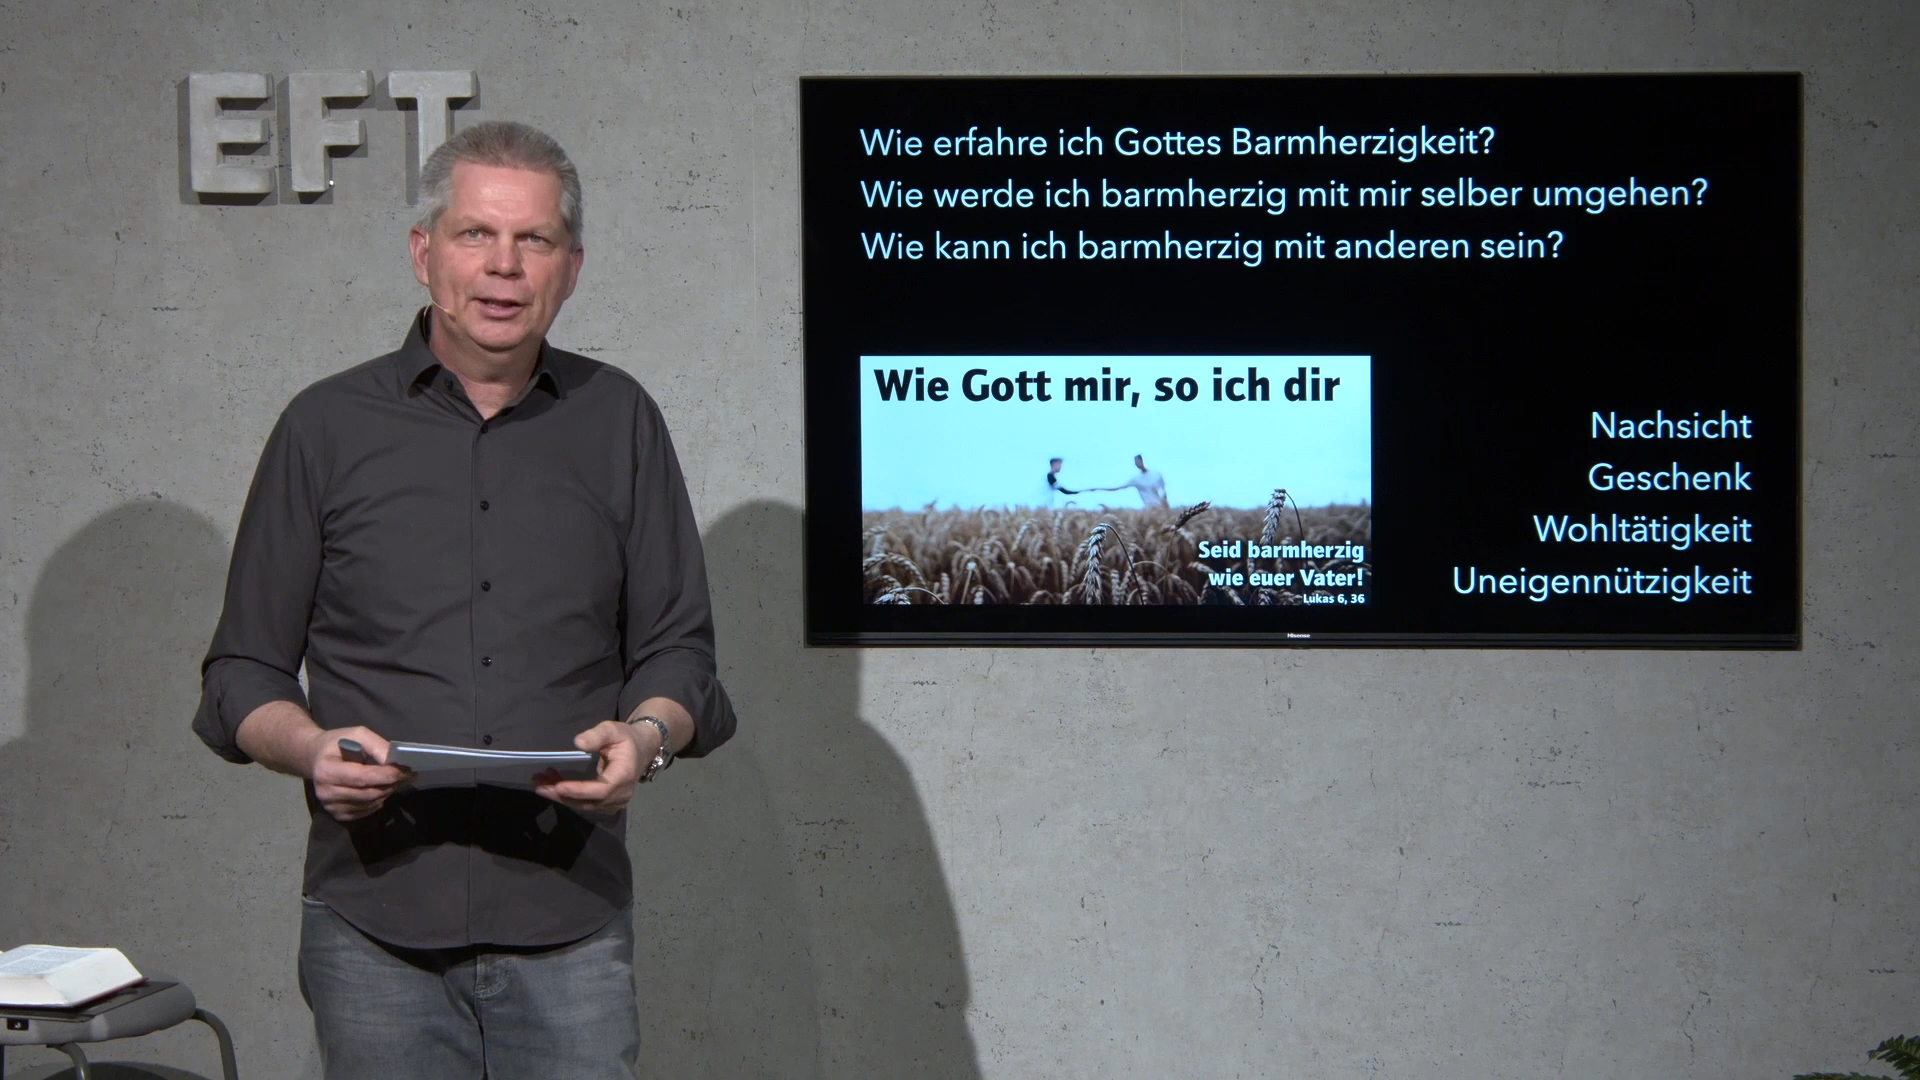 EFT
Wie erfahre ich Gottes Barmherzigkeit?
Wie werde ich barmherzig mit mir selber umgehen?
Wie kann ich barmherzig mit anderen sein?
Wie Gott mir, so ich dir
Seid barmherzig
wie euer Vater!
Lukas 6, 36
Nachsicht
Geschenk
Wohltätigkeit
Uneigennützigkeit
Hisense